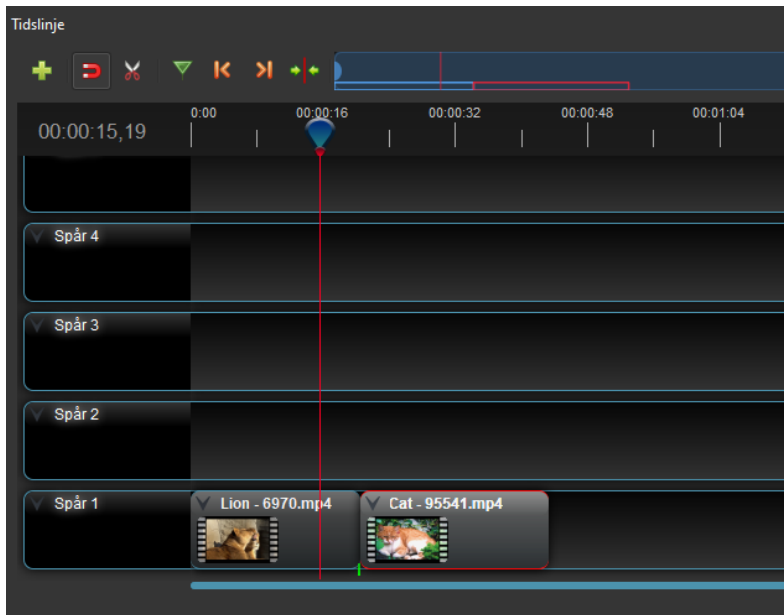 Tidslinje
00:00:15,19
0:00 00:00:16 00:00:32 00:00:48 00:01:04
Spår 4
Spår 3
Spår 2
Spår 1 Lion - 6970.mp4 Cat - 95541.mp4